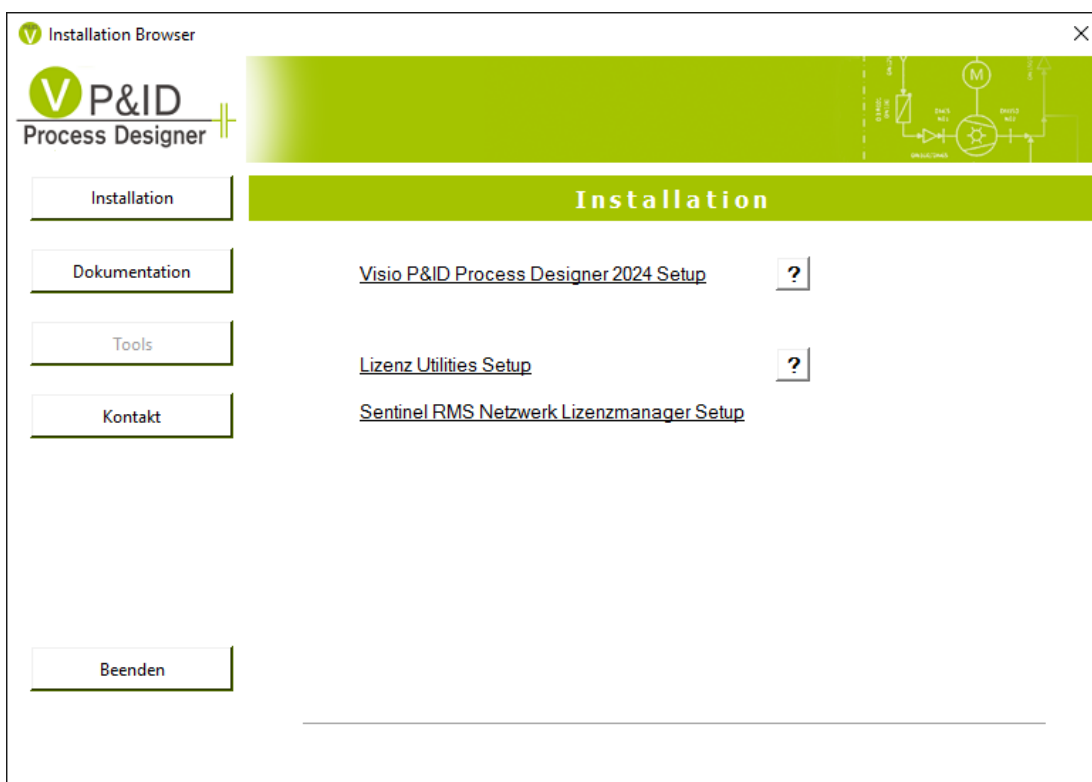 Installation Browser
V P&ID
Process Designer
M
Installation
Installation
Dokumentation
Visio P&ID Process Designer 2024 Setup
?
Tools
Lizenz Utilities Setup
?
Kontakt
Sentinel RMS Netzwerk Lizenzmanager Setup
Beenden